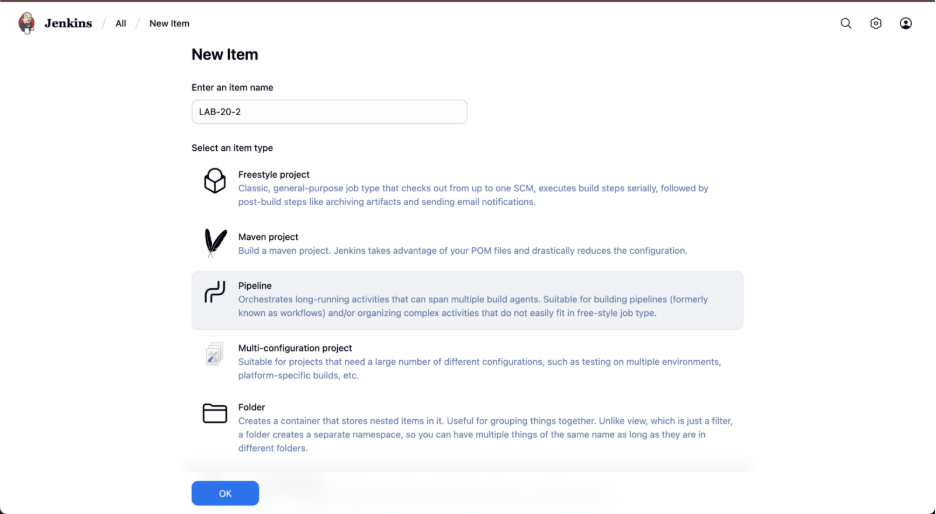 Jenkins / All / New Item
New Item
Enter an item name
LAB-20-2
Select an item type
Freestyle project
Classic, general-purpose job type that checks out from up to one SCM, executes build steps serially, followed by
post-build steps like archiving artifacts and sending email notifications.
Maven project
Build a maven project. Jenkins takes advantage of your POM files and drastically reduces the configuration.
Pipeline
Orchestrates long-running activities that can span multiple build agents. Suitable for building pipelines (formerly
known as workflows) and/or organizing complex activities that do not easily fit in free-style job type.
Multi-configuration project
Suitable for projects that need a large number of different configurations, such as testing on multiple environments,
platform-specific builds, etc.
Folder
Creates a container that stores nested items in it. Useful for grouping things together. Unlike view, which is just a filter,
a folder creates a separate namespace, so you can have multiple things of the same name as long as they are in
different folders.
OK